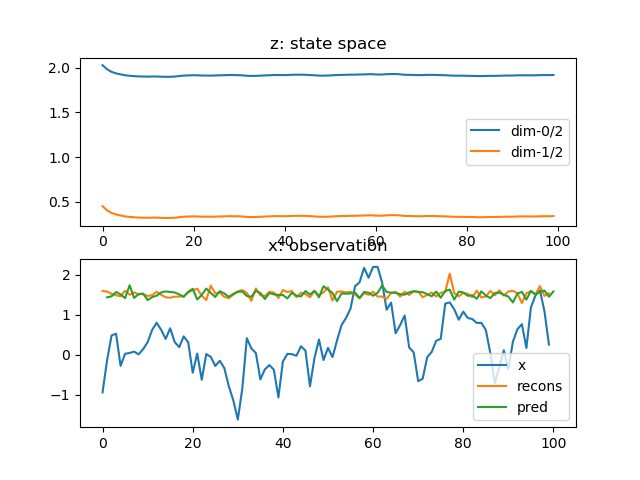 z: state space
2.0
1.5
1.0
0.5
dim-0/2
dim-1/2
0 20 40 60 80 100
x: observation
2
1
0
−1
x
recons
pred
0 20 40 60 80 100